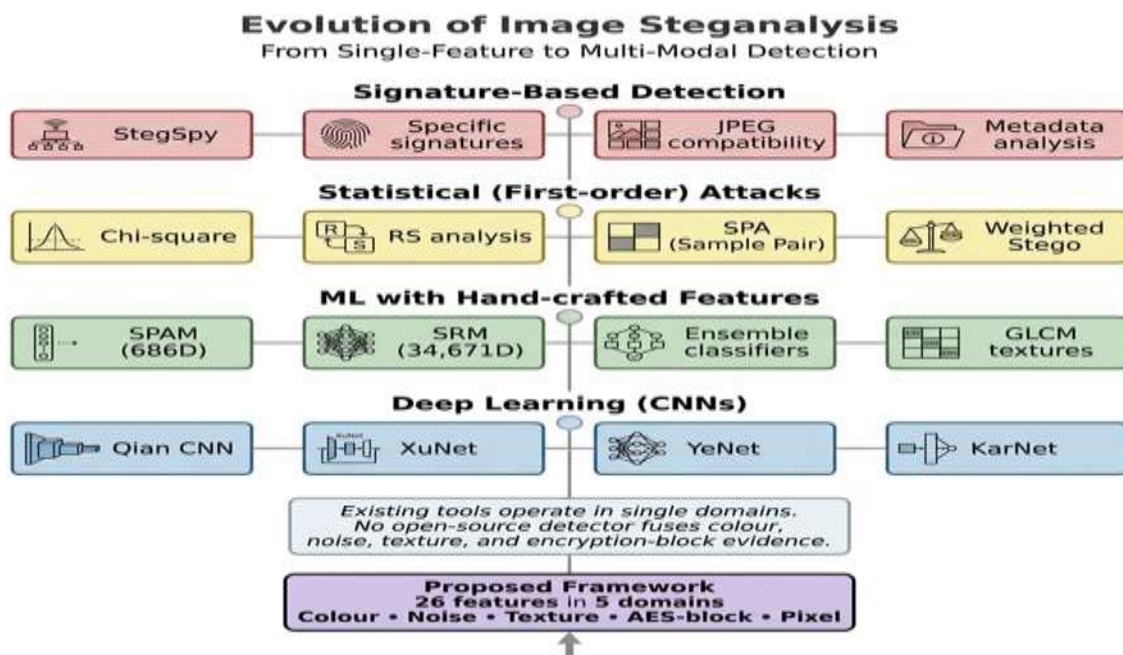 Evolution of Image Steganalysis
From Single-Feature to Multi-Modal Detection
Signature-Based Detection
StegSpy
Specific
signatures
JPEG
compatibility
Metadata
analysis
Statistical (First-order) Attacks
Chi-square
R
S
RS analysis
SPA
(Sample Pair)
Weighted
Stego
ML with Hand-crafted Features
SPAM
(686D)
SRM
(34,671D)
Ensemble
classifiers
GLCM
textures
Deep Learning (CNNs)
Qian CNN
XuNet
XuNet
YeNet
KarNet
Existing tools operate in single domains.
No open-source detector fuses colour,
noise, texture, and encryption-block evidence.
Proposed Framework
26 features in 5 domains
Colour • Noise • Texture • AES-block • Pixel